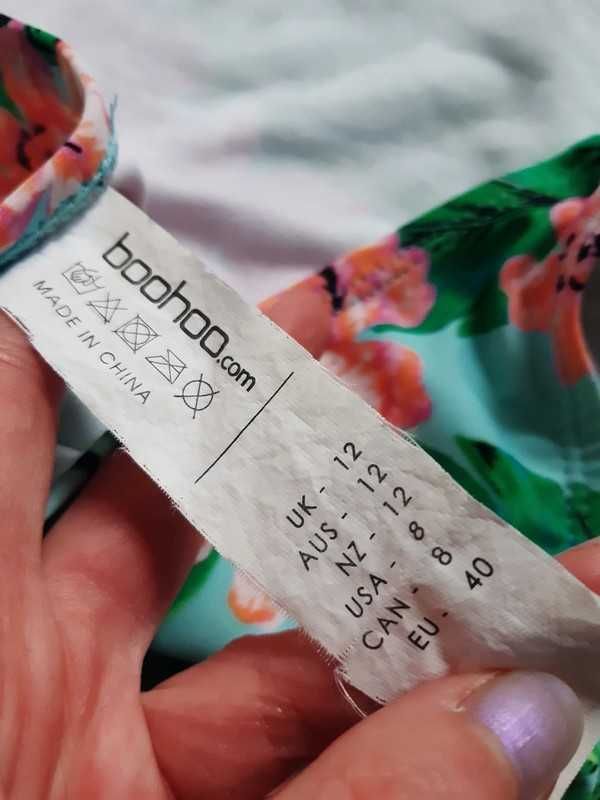 boohoo.com
MADE IN CHINA
UK - 12
AUS - 12
NZ - 12
USA - 8
CAN - 8
EU - 40